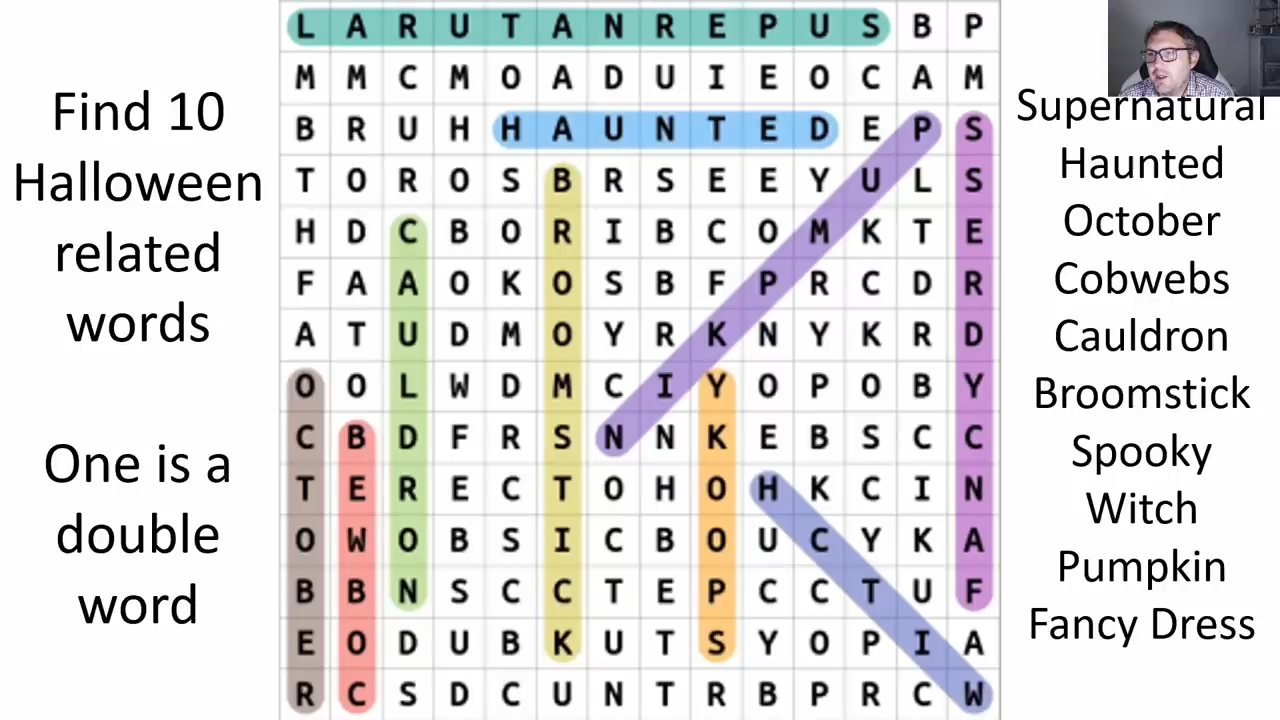 Find 10
Halloween
related
words
One is a
double
word
L A R U T A N R E P U S B P
M M C M O A D U I E O C A M
B R U H H A U N T E D E P S
T O R O S B R S E E Y U L S
H D C B O R I B C O M K T E
F A A O K O S B F P R C D R
A T U D M O Y R K N Y K R D
O O L W D M C I Y O P O B Y
C B D F R S N N K E B S C C
T E R E C T O H O H K C I N
O W O B S I C B O U C Y K A
B B N S C C T E P C C T U F
E O D U B K U T S Y O P I A
R C S D C U N T R B P R C W
Supernatural
Haunted
October
Cobwebs
Cauldron
Broomstick
Spooky
Witch
Pumpkin
Fancy Dress